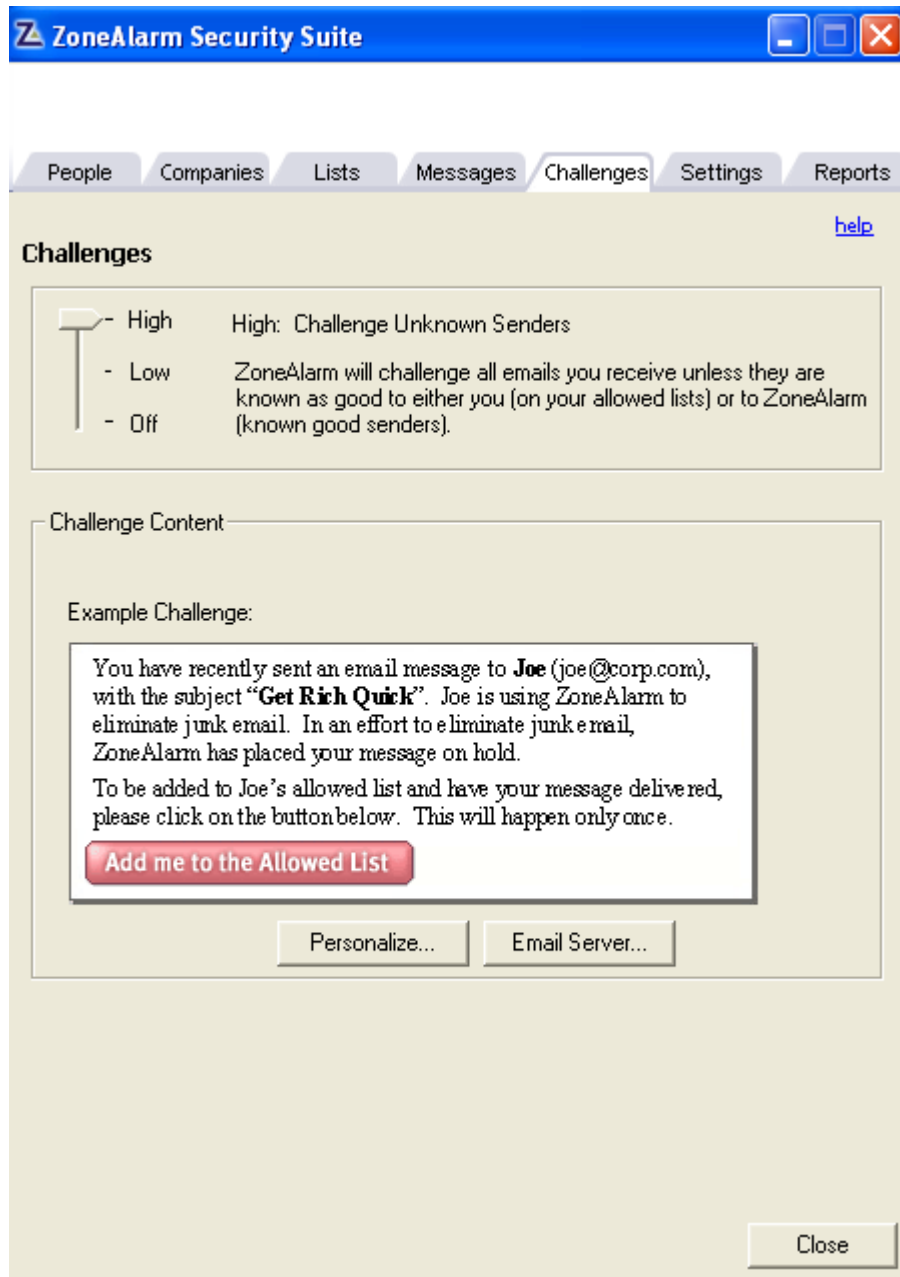 ZoneAlarm Security Suite
People Companies Lists Messages Challenges Settings Reports
help
Challenges
High
Low
Off
High: Challenge Unknown Senders
ZoneAlarm will challenge all emails you receive unless they are
known as good to either you (on your allowed lists) or to ZoneAlarm
(known good senders).
Challenge Content
Example Challenge:
You have recently sent an email message to Joe (joe@corp.com),
with the subject “Get Rich Quick”. Joe is using ZoneAlarm to
eliminate junk email. In an effort to eliminate junk email,
ZoneAlarm has placed your message on hold.
To be added to Joe’s allowed list and have your message delivered,
please click on the button below. This will happen only once.
Add me to the Allowed List
Personalize... Email Server...
Close